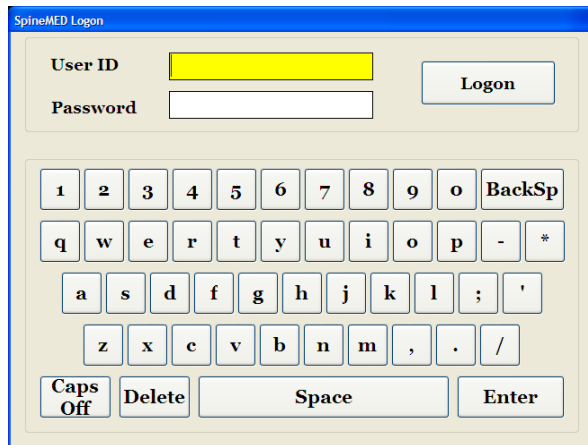 SpineMED Logon
User ID
Logon
Password
1 2 3 4 5 6 7 8 9 0 BackSp
q w e r t y u i o p - *
a s d f g h j k l ; '
z x c v b n m , . /
Caps Off Delete Space Enter